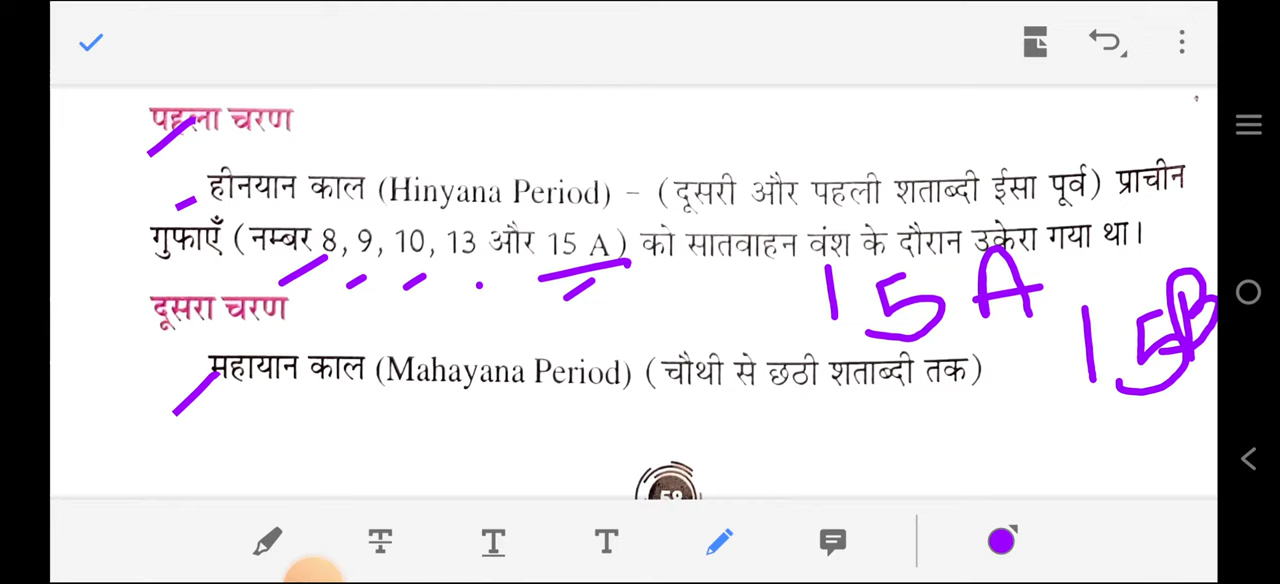 पहला चरण
हीनयान काल (Hinyana Period) – (दूसरी और पहली शताब्दी ईसा पूर्व) प्राचीन
गुफाएँ (नम्बर 8, 9, 10, 13 और 15 A) को सातवाहन वंश के दौरान उकेरा गया था।
15A
15B
दूसरा चरण
महायान काल (Mahayana Period) (चौथी से छठी शताब्दी तक)
T
T
T